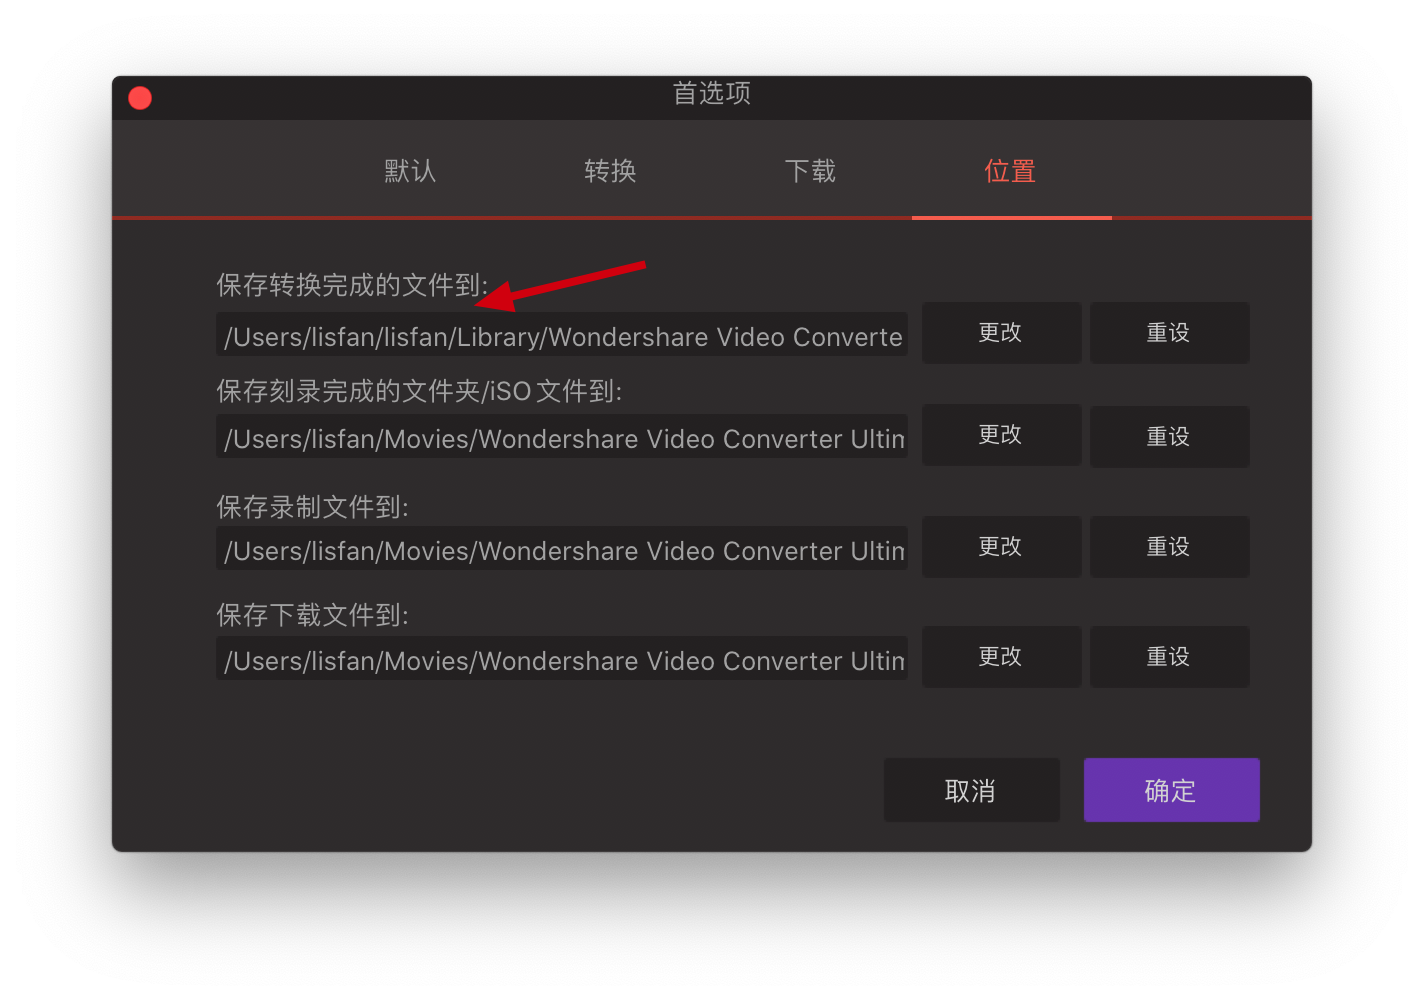 首选项
默认 转换 下载 位置
保存转换完成的文件到:
/Users/lisfan/lisfan/Library/Wondershare Video Converte 更改 重设
保存刻录完成的文件夹/iSO 文件到:
/Users/lisfan/Movies/Wondershare Video Converter Ultim 更改 重设
保存录制文件到:
/Users/lisfan/Movies/Wondershare Video Converter Ultim 更改 重设
保存下载文件到:
/Users/lisfan/Movies/Wondershare Video Converter Ultim 更改 重设
取消 确定